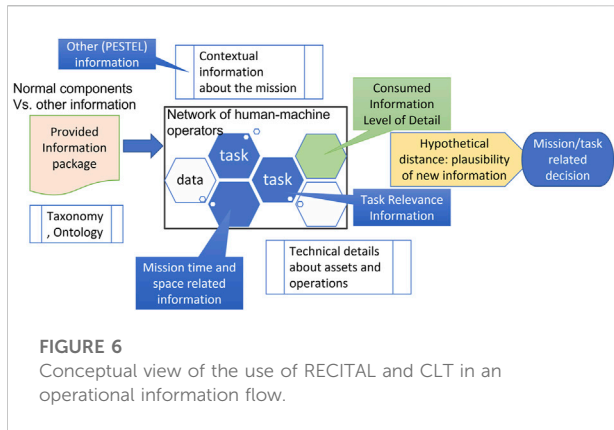 Other (PESTEL)
information
Contextual
information
about the mission
Normal components
Vs. other information
Provided
Information
package
Taxonomy
, Ontology
Network of human-machine
operators
data
task
task
Consumed
Information
Level of Detail
Hypothetical
distance: plausibility
of new information
Mission/task
related
decision
Task Relevance
Information
Mission time and
space related
information
Technical details
about assets and
operations
FIGURE 6
Conceptual view of the use of RECITAL and CLT in an
operational information flow.